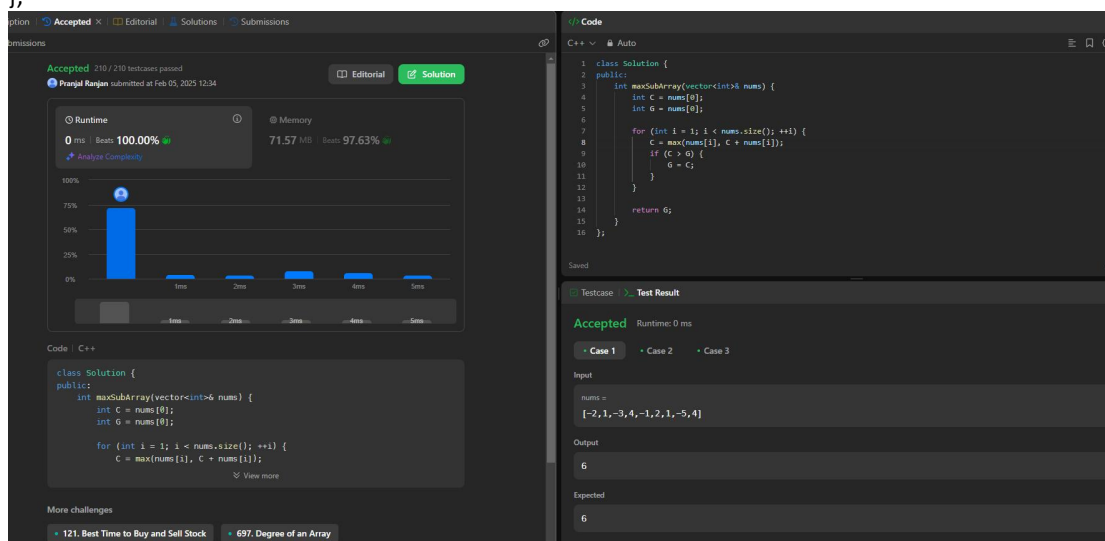 };
Accepted × Editorial Solutions Submissions
Accepted 210 / 210 testcases passed
Pranjal Ranjan submitted at Feb 05, 2025 12:34
Editorial Solution
Runtime
0 ms Beats 100.00%
Analyze Complexity
Memory
71.57 MB Beats 97.63%
100%
75%
50%
25%
0%
1ms 2ms 3ms 4ms 5ms
1ms 2ms 3ms 4ms 5ms
Code C++
class Solution {
public:
int maxSubArray(vector<int>& nums) {
int C = nums[0];
int G = nums[0];
for (int i = 1; i < nums.size(); ++i) {
C = max(nums[i], C + nums[i]);
View more
More challenges
121. Best Time to Buy and Sell Stock 697. Degree of an Array
</> Code
C++ Auto
1 class Solution {
2 public:
3 int maxSubArray(vector<int>& nums) {
4 int C = nums[0];
5 int G = nums[0];
6
7 for (int i = 1; i < nums.size(); ++i) {
8 C = max(nums[i], C + nums[i]);
9 if (C > G) {
10 G = C;
11 }
12 }
13
14 return G;
15 }
16 };
Saved
Testcase >_ Test Result
Accepted Runtime: 0 ms
Case 1 Case 2 Case 3
Input
nums =
[-2,1,-3,4,-1,2,1,-5,4]
Output
6
Expected
6